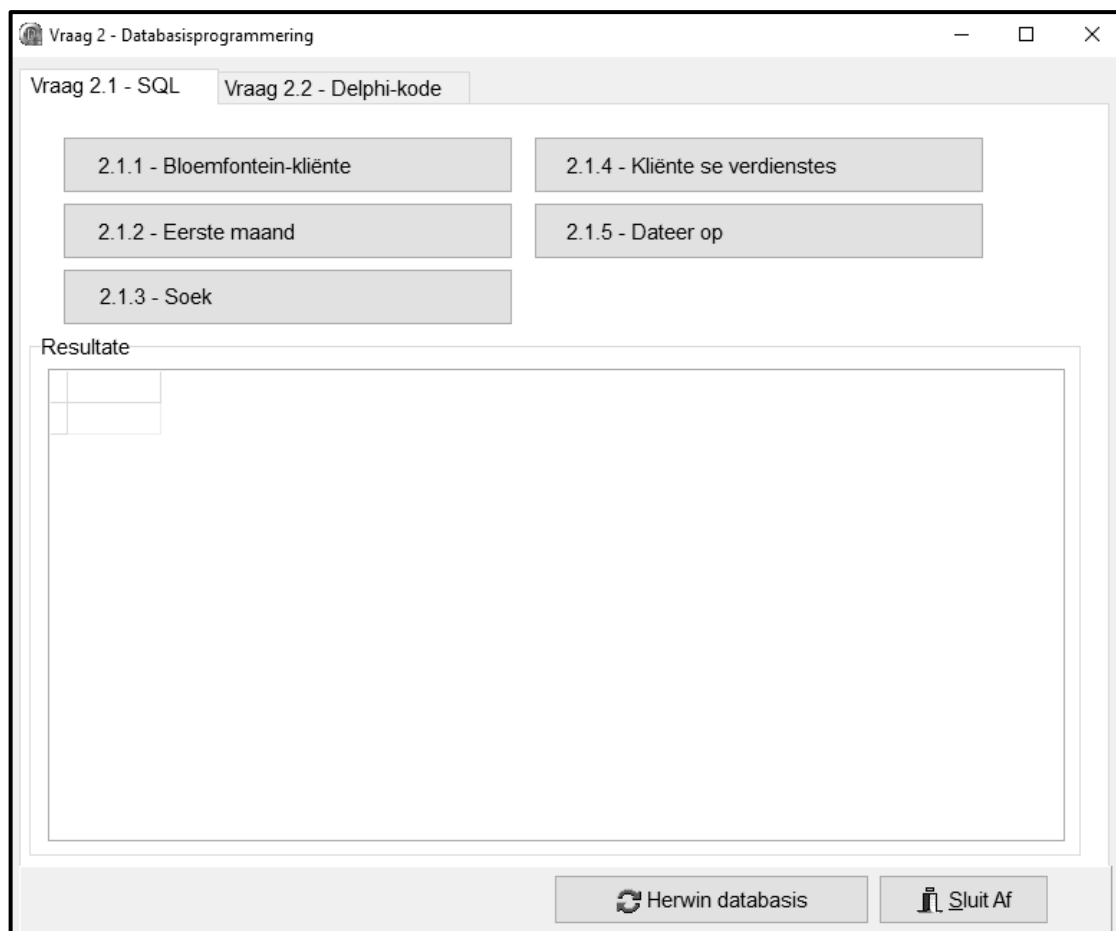 Vraag 2 - Databasisprogrammering
Vraag 2.1 - SQL
Vraag 2.2 - Delphi-kode
2.1.1 - Bloemfontein-kliënte
2.1.4 - Kliënte se verdienstes
2.1.2 - Eerste maand
2.1.5 - Dateer op
2.1.3 - Soek
Resultate
Herwin databasis
Sluit Af